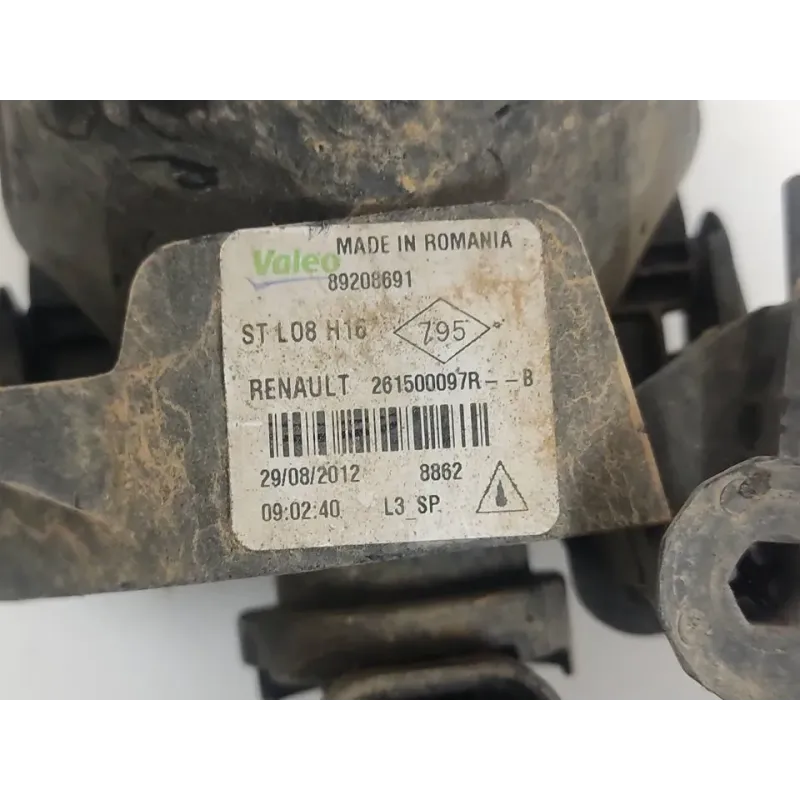 Valeo MADE IN ROMANIA
89208691
ST L08 H16 795
RENAULT 261500097R--B
29/08/2012 8862
09:02:40 L3_SP